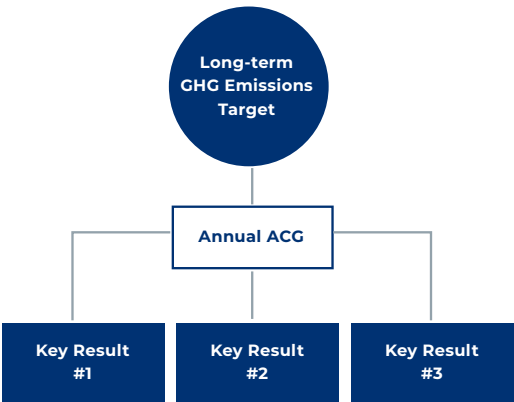 Long-term
GHG Emissions
Target
Annual ACG
Key Result
#1
Key Result
#2
Key Result
#3